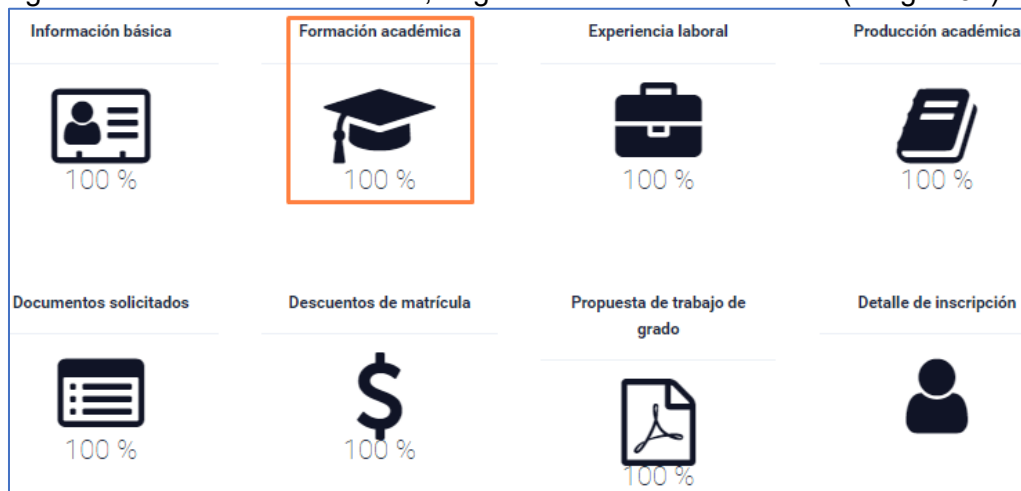 Información básica
Formación académica
Experiencia laboral
Producción académica
100 %
100 %
100 %
100 %
Documentos solicitados
Descuentos de matrícula
Propuesta de trabajo de
grado
Detalle de inscripción
100 %
100 %
100 %